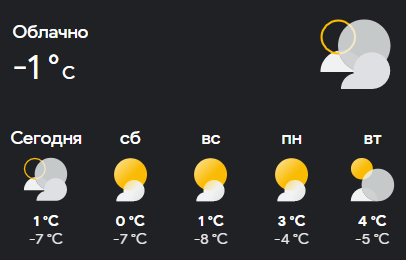 Облачно
-1 °C
Сегодня сб вс пн вт
1 °C 0 °C 1 °C 3 °C 4 °C
-7 °C -7 °C -8 °C -4 °C -5 °C